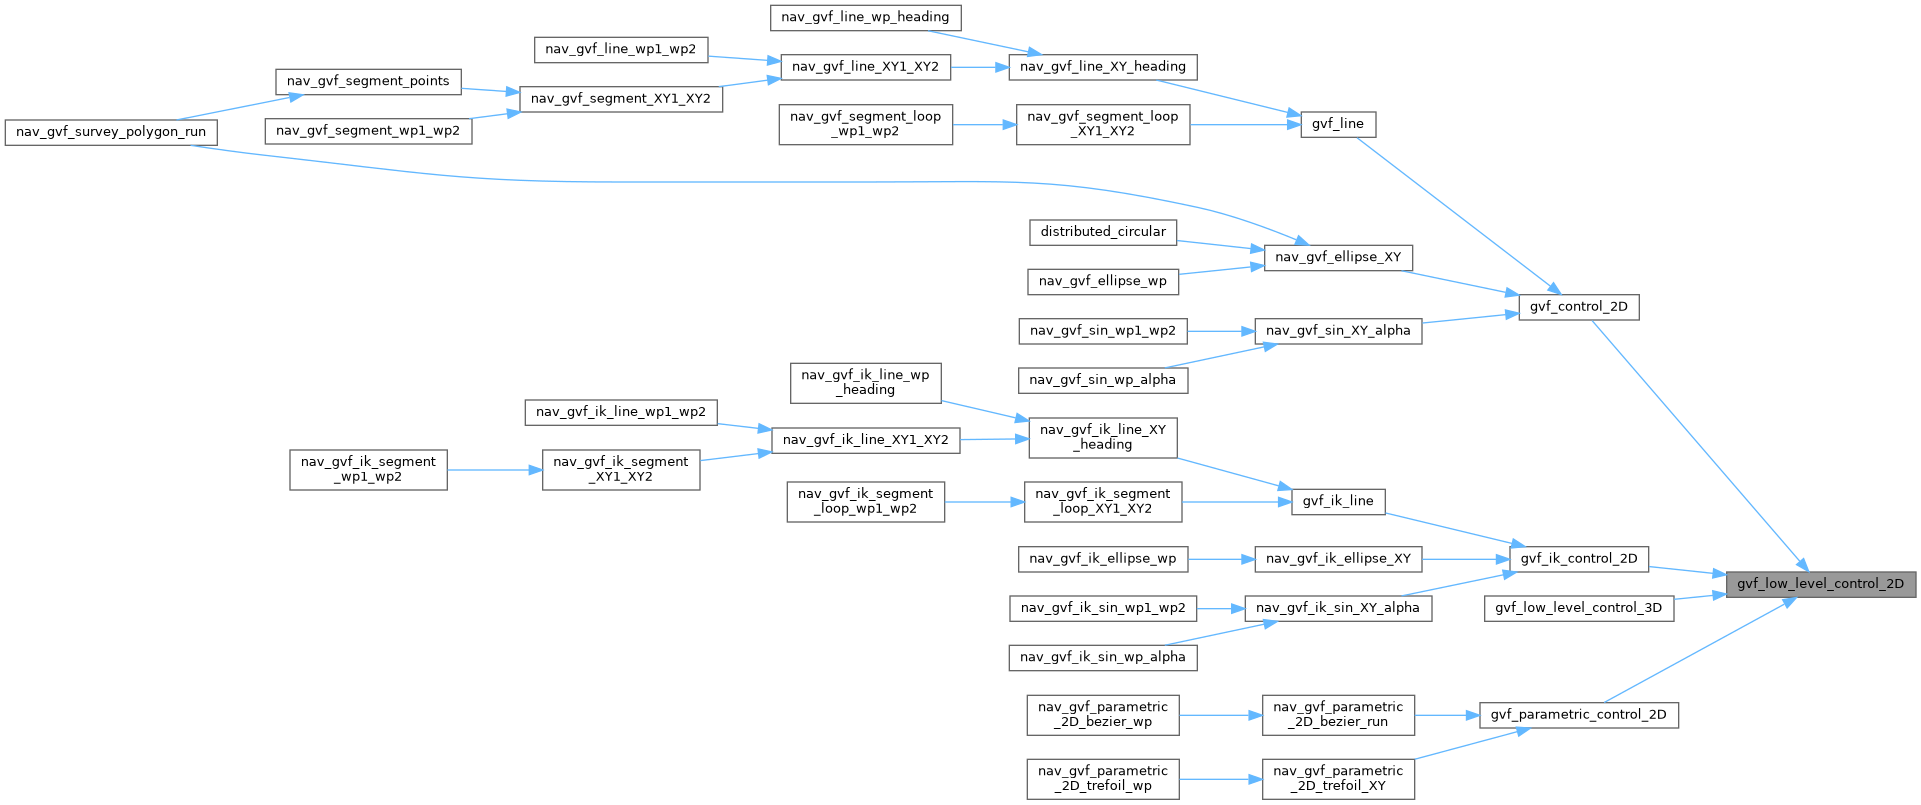 nav_gvf_line_wp_heading
nav_gvf_line_wp1_wp2
nav_gvf_line_XY1_XY2
nav_gvf_line_XY_heading
nav_gvf_segment_points
nav_gvf_segment_XY1_XY2
nav_gvf_survey_polygon_run
nav_gvf_segment_wp1_wp2
nav_gvf_segment_loop
_wp1_wp2
nav_gvf_segment_loop
_XY1_XY2
gvf_line
distributed_circular
nav_gvf_ellipse_XY
nav_gvf_ellipse_wp
gvf_control_2D
nav_gvf_sin_wp1_wp2
nav_gvf_sin_XY_alpha
nav_gvf_sin_wp_alpha
nav_gvf_ik_line_wp
_heading
nav_gvf_ik_line_wp1_wp2
nav_gvf_ik_line_XY1_XY2
nav_gvf_ik_line_XY
_heading
nav_gvf_ik_segment
_wp1_wp2
nav_gvf_ik_segment
_XY1_XY2
nav_gvf_ik_segment
_loop_wp1_wp2
nav_gvf_ik_segment
_loop_XY1_XY2
gvf_ik_line
nav_gvf_ik_ellipse_wp
nav_gvf_ik_ellipse_XY
gvf_ik_control_2D
gvf_low_level_control_2D
nav_gvf_ik_sin_wp1_wp2
nav_gvf_ik_sin_XY_alpha
gvf_low_level_control_3D
nav_gvf_ik_sin_wp_alpha
nav_gvf_parametric
_2D_bezier_wp
nav_gvf_parametric
_2D_bezier_run
gvf_parametric_control_2D
nav_gvf_parametric
_2D_trefoil_wp
nav_gvf_parametric
_2D_trefoil_XY